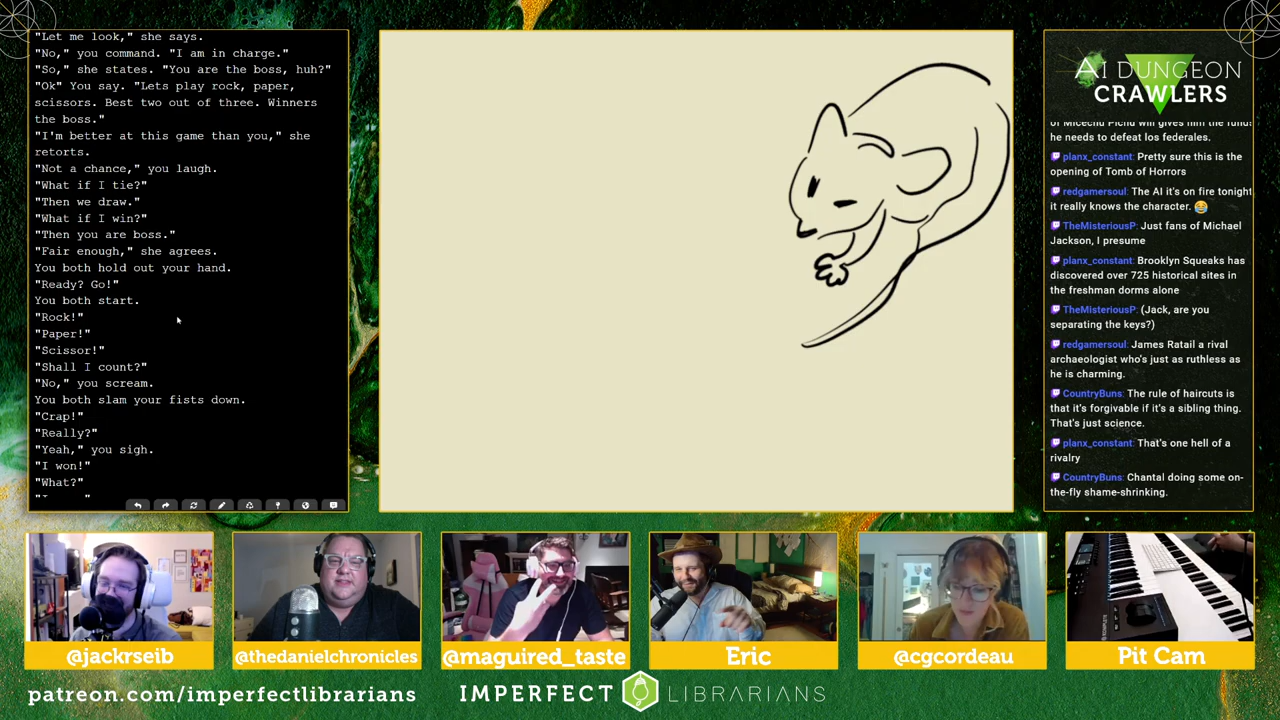 "Let me look," she says.
"No," you command. "I am in charge."
"So," she states. "You are the boss, huh?"
"Ok" You say. "Lets play rock, paper,
scissors. Best two out of three. Winners
the boss."
"I'm better at this game than you," she
retorts.
"Not a chance," you laugh.
"What if I tie?"
"Then we draw."
"What if I win?"
"Then you are boss."
"Fair enough," she agrees.
You both hold out your hand.
"Ready? Go!"
You both start.
"Rock!"
"Paper!"
"Scissor!"
"Shall I count?"
"No," you scream.
You both slam your fists down.
"Crap!"
"Really?"
"Yeah," you sigh.
"I won!"
"What?"
AI DUNGEON
CRAWLERS
of Micechu Pichu will gives him the funds
he needs to defeat los federales.
planx_constant: Pretty sure this is the
opening of Tomb of Horrors
redgamersoul: The AI it's on fire tonight
it really knows the character. 😂
TheMisteriousP: Just fans of Michael
Jackson, I presume
planx_constant: Brooklyn Squeaks has
discovered over 725 historical sites in
the freshman dorms alone
TheMisteriousP: (Jack, are you
separating the keys?)
redgamersoul: James Ratail a rival
archaeologist who's just as ruthless as
he is charming.
CountryBuns: The rule of haircuts is
that it's forgivable if it's a sibling thing.
That's just science.
planx_constant: That's one hell of a
rivalry
CountryBuns: Chantal doing some on-
the-fly shame-shrinking.
@jackrseib
@thedanielchronicles
@maguired_taste
Eric
@cgcordeau
Pit Cam
patreon.com/imperfectlibrarians
IMPERFECT LIBRARIANS